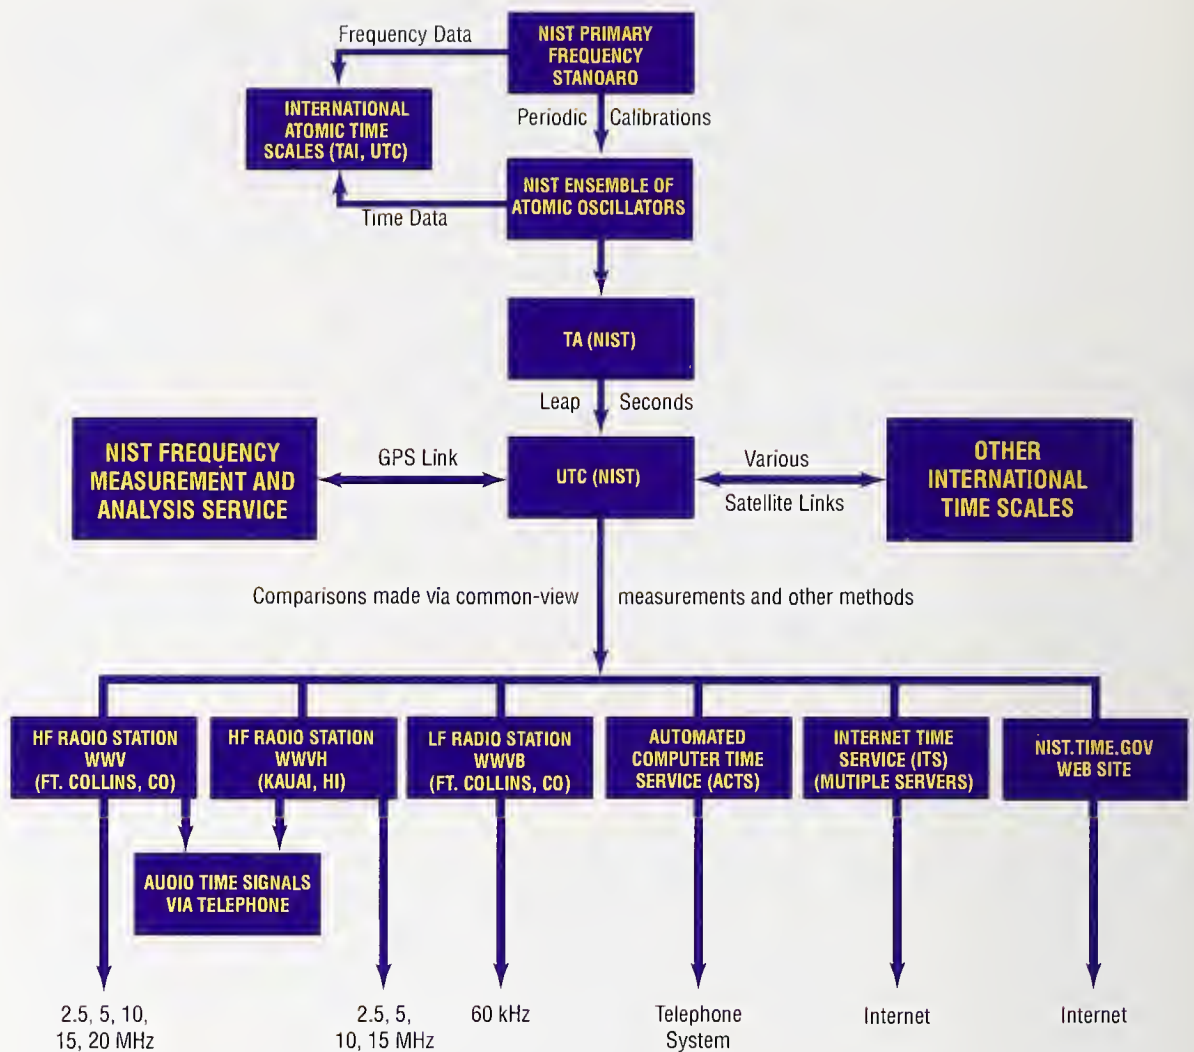 Frequency Data
NIST PRIMARY
FREQUENCY
STANOARO
INTERNATIONAL
ATOMIC TIME
SCALES (TAI, UTC)
Periodic Calibrations
NIST ENSEMBLE OF
ATOMIC OSCILLATORS
Time Data
TA (NIST)
Leap Seconds
NIST FREQUENCY
MEASUREMENT AND
ANALYSIS SERVICE
GPS Link
UTC (NIST)
Various
Satellite Links
OTHER
INTERNATIONAL
TIME SCALES
Comparisons made via common-view measurements and other methods
HF RAOIO STATION
WWV
(FT. COLLINS, CO)
HF RAOIO STATION
WWVH
(KAUAI, HI)
LF RADIO STATION
WWVB
(FT. COLLINS, CO)
AUTOMATED
COMPUTER TIME
SERVICE (ACTS)
INTERNET TIME
SERVICE (ITS)
(MUTIPLE SERVERS)
NIST.TIME.GOV
WEB SITE
AUOIO TIME SIGNALS
VIA TELEPHONE
2.5, 5, 10,
15, 20 MHz
2.5, 5,
10, 15 MHz
60 kHz
Telephone
System
Internet
Internet